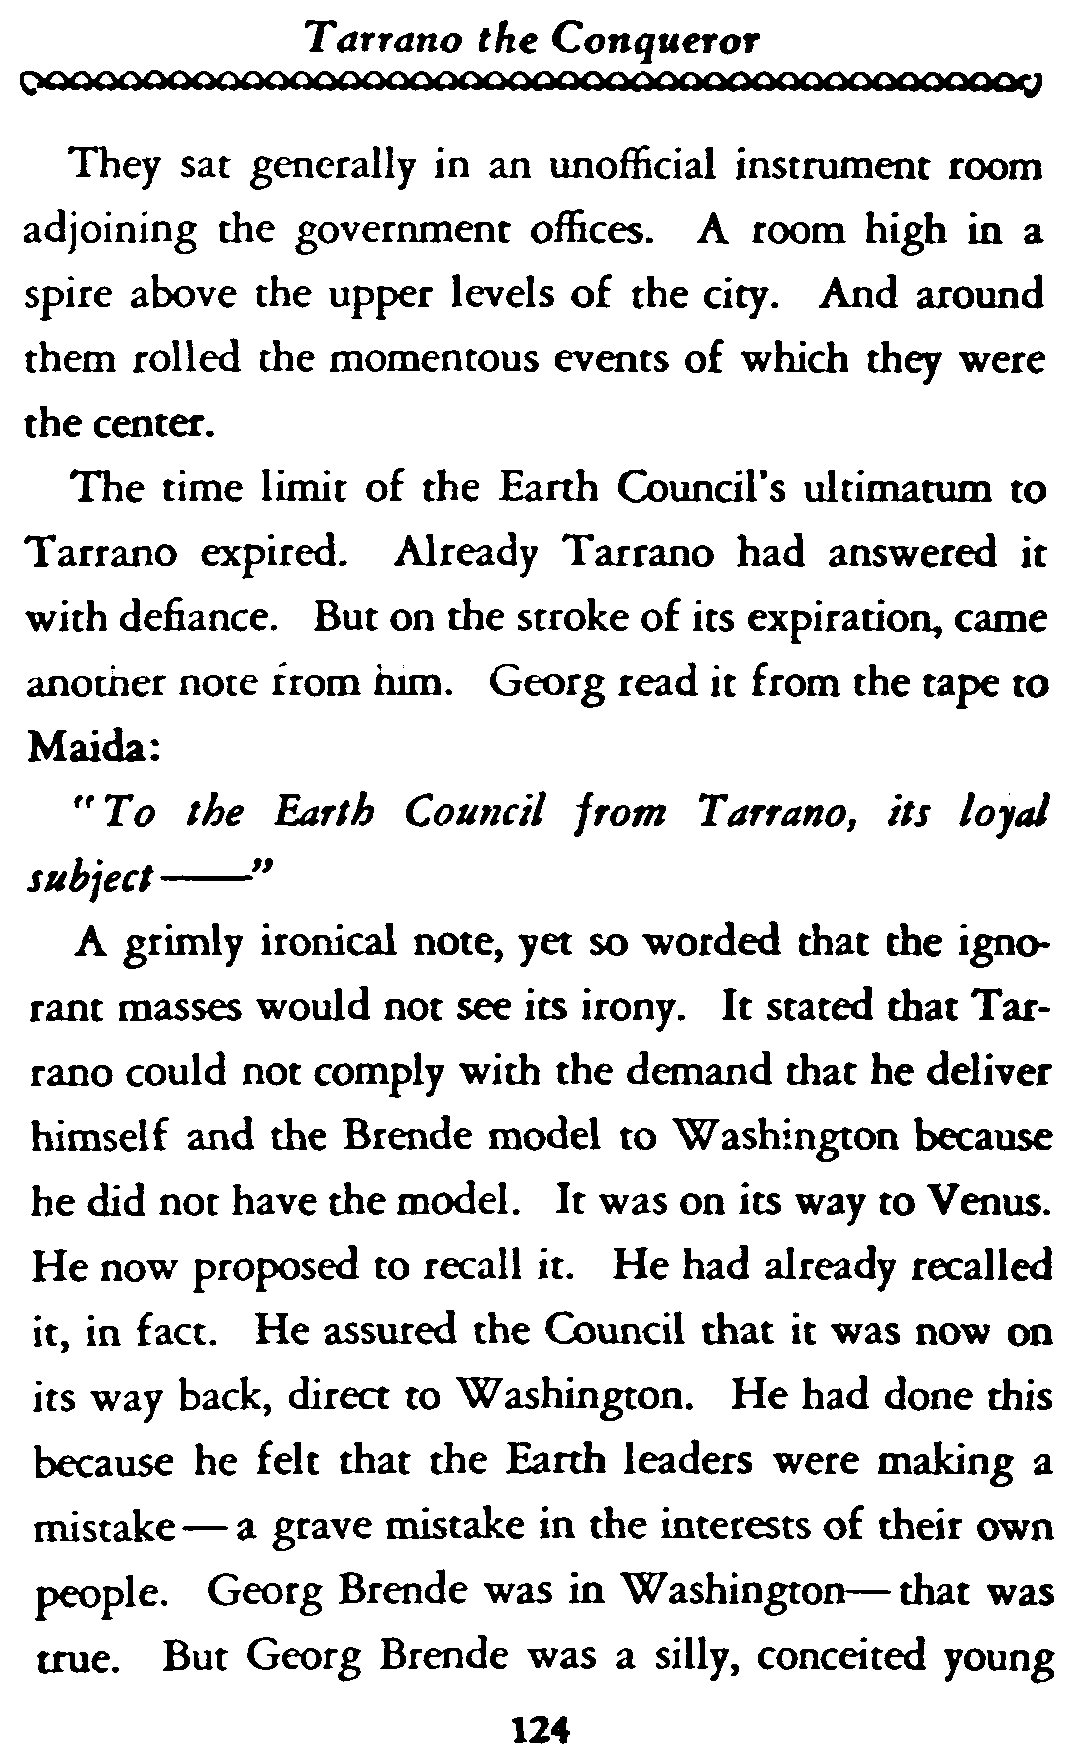 Tarrano the Conqueror
They sat generally in an unofficial instrument room
adjoining the government offices. A room high in a
spire above the upper levels of the city. And around
them rolled the momentous events of which they were
the center.
The time limit of the Earth Council's ultimatum to
Tarrano expired. Already Tarrano had answered it
with defiance. But on the stroke of its expiration, came
another note from him. Georg read it from the tape to
Maida:
"To the Earth Council from Tarrano, its loyal
subject——"
A grimly ironical note, yet so worded that the igno-
rant masses would not see its irony. It stated that Tar-
rano could not comply with the demand that he deliver
himself and the Brende model to Washington because
he did not have the model. It was on its way to Venus.
He now proposed to recall it. He had already recalled
it, in fact. He assured the Council that it was now on
its way back, direct to Washington. He had done this
because he felt that the Earth leaders were making a
mistake—a grave mistake in the interests of their own
people. Georg Brende was in Washington—that was
true. But Georg Brende was a silly, conceited young
124